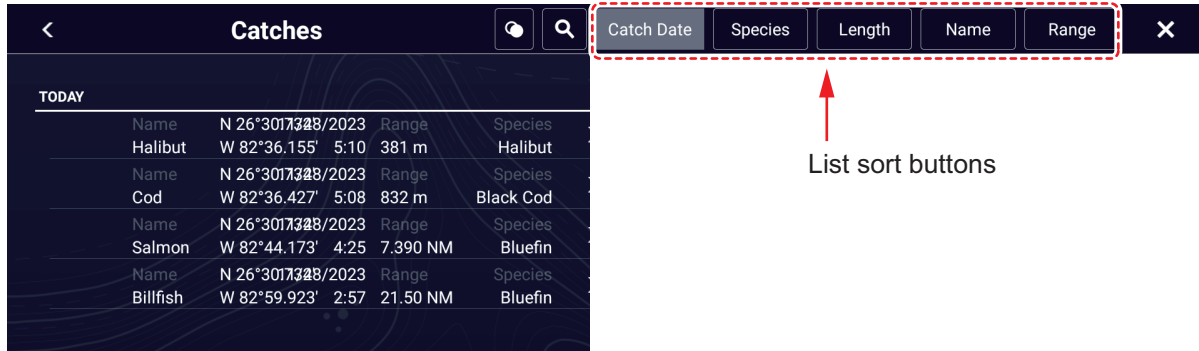 Catches
Catch Date Species Length Name Range
TODAY
Name Range Species
Halibut W 82°36.155' 5:10 381 m Halibut
Name Range Species
Cod W 82°36.427' 5:08 832 m Black Cod
Name Range Species
Salmon W 82°44.173' 4:25 7.390 NM Bluefin
Name Range Species
Billfish W 82°59.923' 2:57 21.50 NM Bluefin
List sort buttons